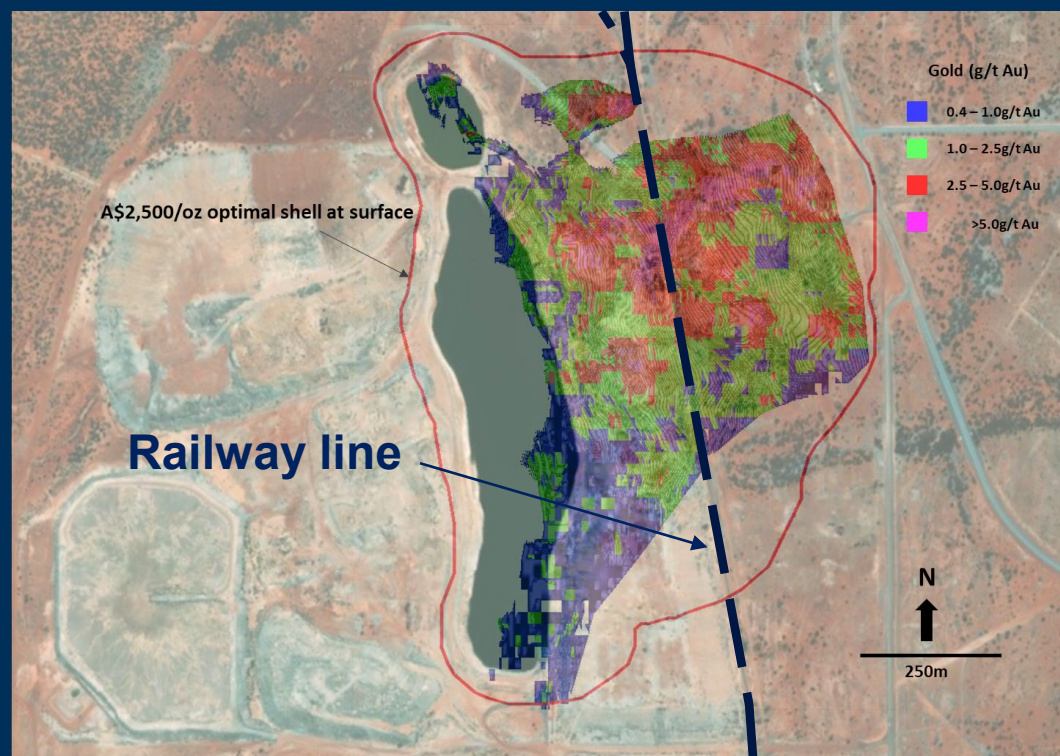 Gold (g/t Au)
0.4 – 1.0g/t Au
1.0 – 2.5g/t Au
2.5 – 5.0g/t Au
>5.0g/t Au
A$2,500/oz optimal shell at surface
Railway line
N
250m